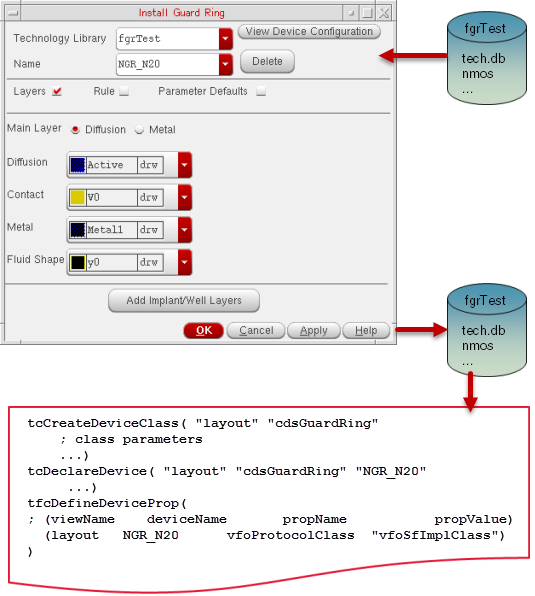 Install Guard Ring
Technology Library fgrTest View Device Configuration
Name NGR_N20 Delete
Layers Rule Parameter Defaults
Main Layer Diffusion Metal
Diffusion Active drw
Contact V0 drw
Metal Metal1 drw
Fluid Shape y0 drw
Add Implant/Well Layers
OK Cancel Apply Help
fgrTest
tech.db
nmos
...
fgrTest
tech.db
nmos
...
tcCreateDeviceClass( "layout" "cdsGuardRing"
; class parameters
...)
tcDeclareDevice( "layout" "cdsGuardRing" "NGR_N20"
...)
tfcDefineDeviceProp(
; (viewName deviceName propName propValue)
(layout NGR_N20 vfoProtocolClass "vfoSfImplClass")
)